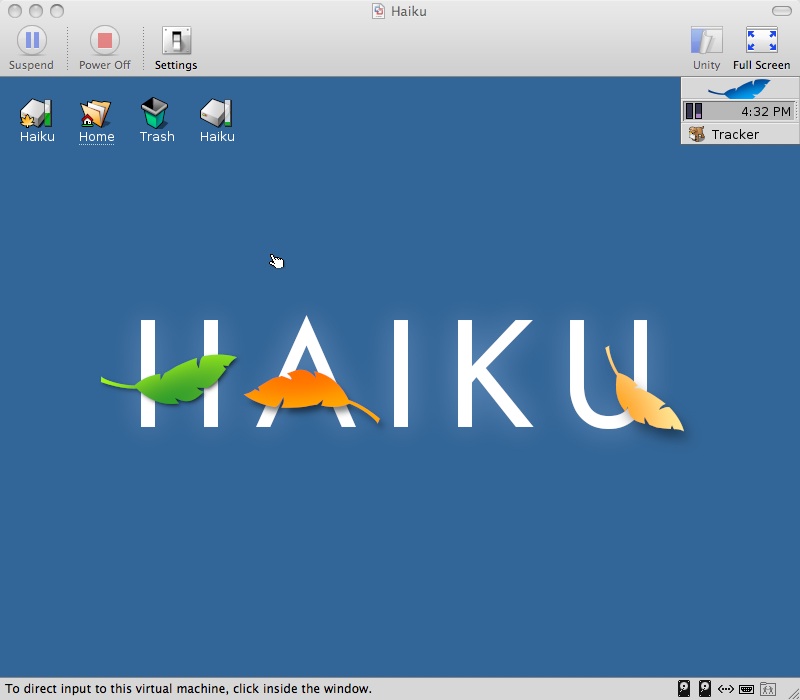 Haiku
Suspend
Power Off
Settings
Unity
Full Screen
4:32 PM
Tracker
Haiku
Home
Trash
Haiku
HAIKU
To direct input to this virtual machine, click inside the window.